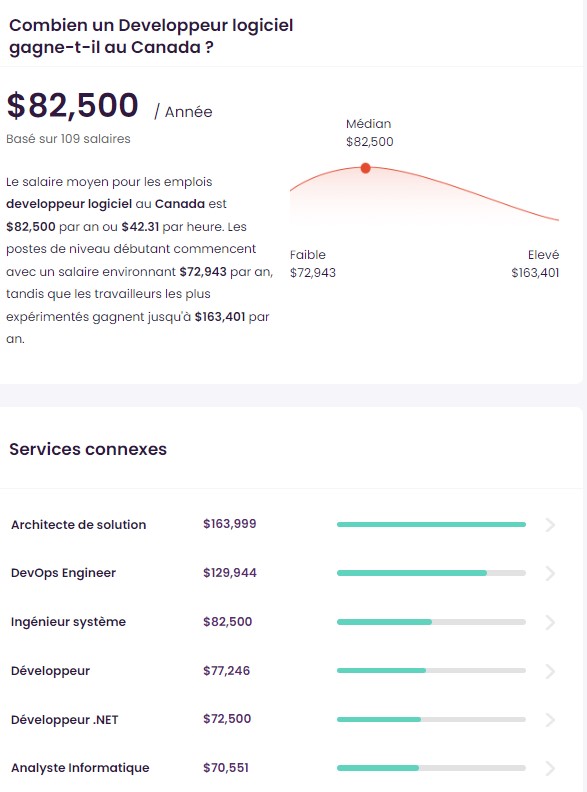 Combien un Developpeur logiciel
gagne-t-il au Canada ?
$82,500 / Année
Basé sur 109 salaires
Le salaire moyen pour les emplois
developpeur logiciel au Canada est
$82,500 par an ou $42.31 par heure. Les
postes de niveau débutant commencent
avec un salaire environnant $72,943 par an,
tandis que les travailleurs les plus
expérimentés gagnent jusqu'à $163,401 par
an.
Médian
$82,500
Faible
$72,943
Elevé
$163,401
Services connexes
Architecte de solution $163,999
DevOps Engineer $129,944
Ingénieur système $82,500
Développeur $77,246
Développeur .NET $72,500
Analyste Informatique $70,551